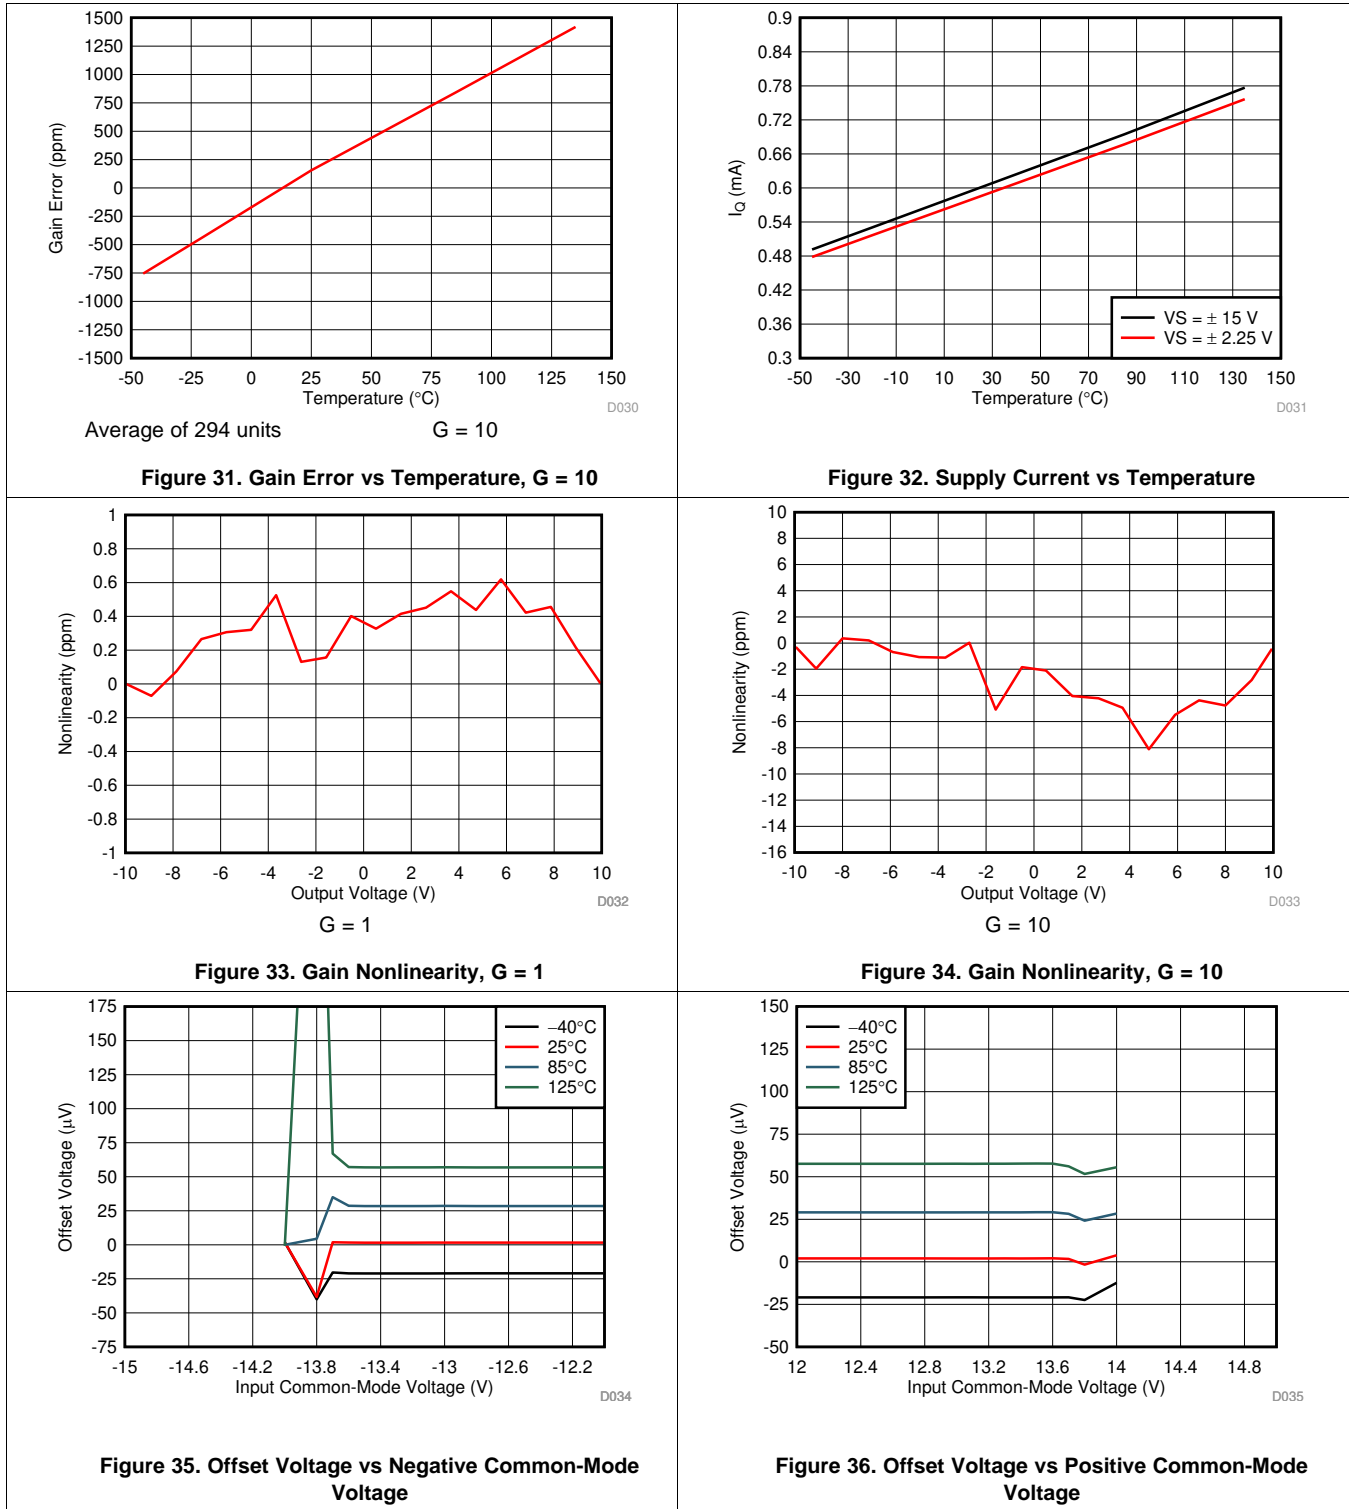 1500
1250
1000
750
500
250
0
-250
-500
-750
-1000
-1250
-1500
Gain Error (ppm)
-50 -25 0 25 50 75 100 125 150
Temperature (°C)
D030
Average of 294 units G = 10
Figure 31. Gain Error vs Temperature, G = 10
0.9
0.84
0.78
0.72
0.66
0.6
0.54
0.48
0.42
0.36
0.3
IQ (mA)
VS = ± 15 V
VS = ± 2.25 V
-50 -30 -10 10 30 50 70 90 110 130 150
Temperature (°C)
D031
Figure 32. Supply Current vs Temperature
1
0.8
0.6
0.4
0.2
0
-0.2
-0.4
-0.6
-0.8
-1
Nonlinearity (ppm)
-10 -8 -6 -4 -2 0 2 4 6 8 10
Output Voltage (V)
D032
G = 1
Figure 33. Gain Nonlinearity, G = 1
10
8
6
4
2
0
-2
-4
-6
-8
-10
-12
-14
-16
Nonlinearity (ppm)
-10 -8 -6 -4 -2 0 2 4 6 8 10
Output Voltage (V)
D033
G = 10
Figure 34. Gain Nonlinearity, G = 10
175
150
125
100
75
50
25
0
-25
-50
-75
Offset Voltage (µV)
−40°C
25°C
85°C
125°C
-15 -14.6 -14.2 -13.8 -13.4 -13 -12.6 -12.2
Input Common-Mode Voltage (V)
D034
Figure 35. Offset Voltage vs Negative Common-Mode
Voltage
150
125
100
75
50
25
0
-25
-50
Offset Voltage (µV)
−40°C
25°C
85°C
125°C
12 12.4 12.8 13.2 13.6 14 14.4 14.8
Input Common-Mode Voltage (V)
D035
Figure 36. Offset Voltage vs Positive Common-Mode
Voltage